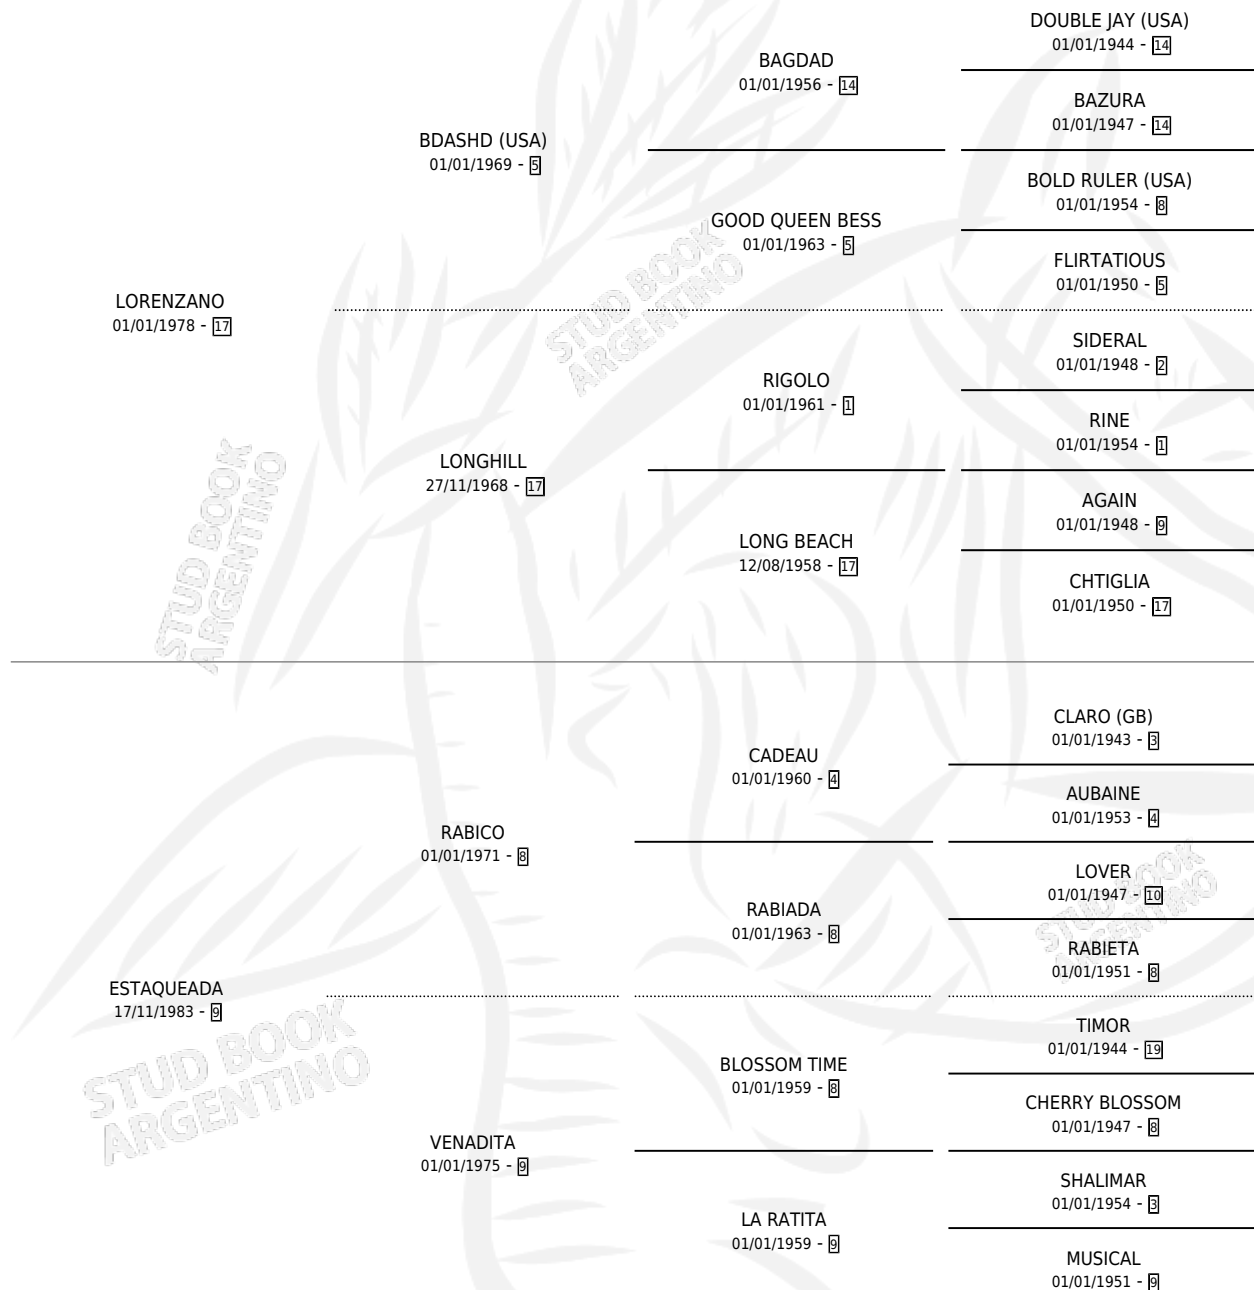 DOUBLE JAY (USA)
01/01/1944 - 14
BAGDAD
01/01/1956 - 14
BAZURA
01/01/1947 - 14
BDASHD (USA)
01/01/1969 - 5
BOLD RULER (USA)
01/01/1954 - 8
GOOD QUEEN BESS
01/01/1963 - 5
FLIRTATIOUS
01/01/1950 - 5
LORENZANO
01/01/1978 - 17
STUD BOOK
ARGENTINO
SIDERAL
01/01/1948 - 2
RIGOLO
01/01/1961 - 1
RINE
01/01/1954 - 1
LONGHILL
27/11/1968 - 17
AGAIN
01/01/1948 - 9
LONG BEACH
12/08/1958 - 17
CHTIGLIA
01/01/1950 - 17
STUD BOOK
ARGENTINO
CLARO (GB)
01/01/1943 - 3
CADEAU
01/01/1960 - 4
AUBAINE
01/01/1953 - 4
RABICO
01/01/1971 - 8
LOVER
01/01/1947 - 10
RABIADA
01/01/1963 - 8
RABIETA
01/01/1951 - 8
STUD BOOK
ARGENTINO
ESTAQUEADA
17/11/1983 - 9
STUD BOOK
ARGENTINO
TIMOR
01/01/1944 - 19
BLOSSOM TIME
01/01/1959 - 8
CHERRY BLOSSOM
01/01/1947 - 8
VENADITA
01/01/1975 - 9
SHALIMAR
01/01/1954 - 3
LA RATITA
01/01/1959 - 9
MUSICAL
01/01/1951 - 9